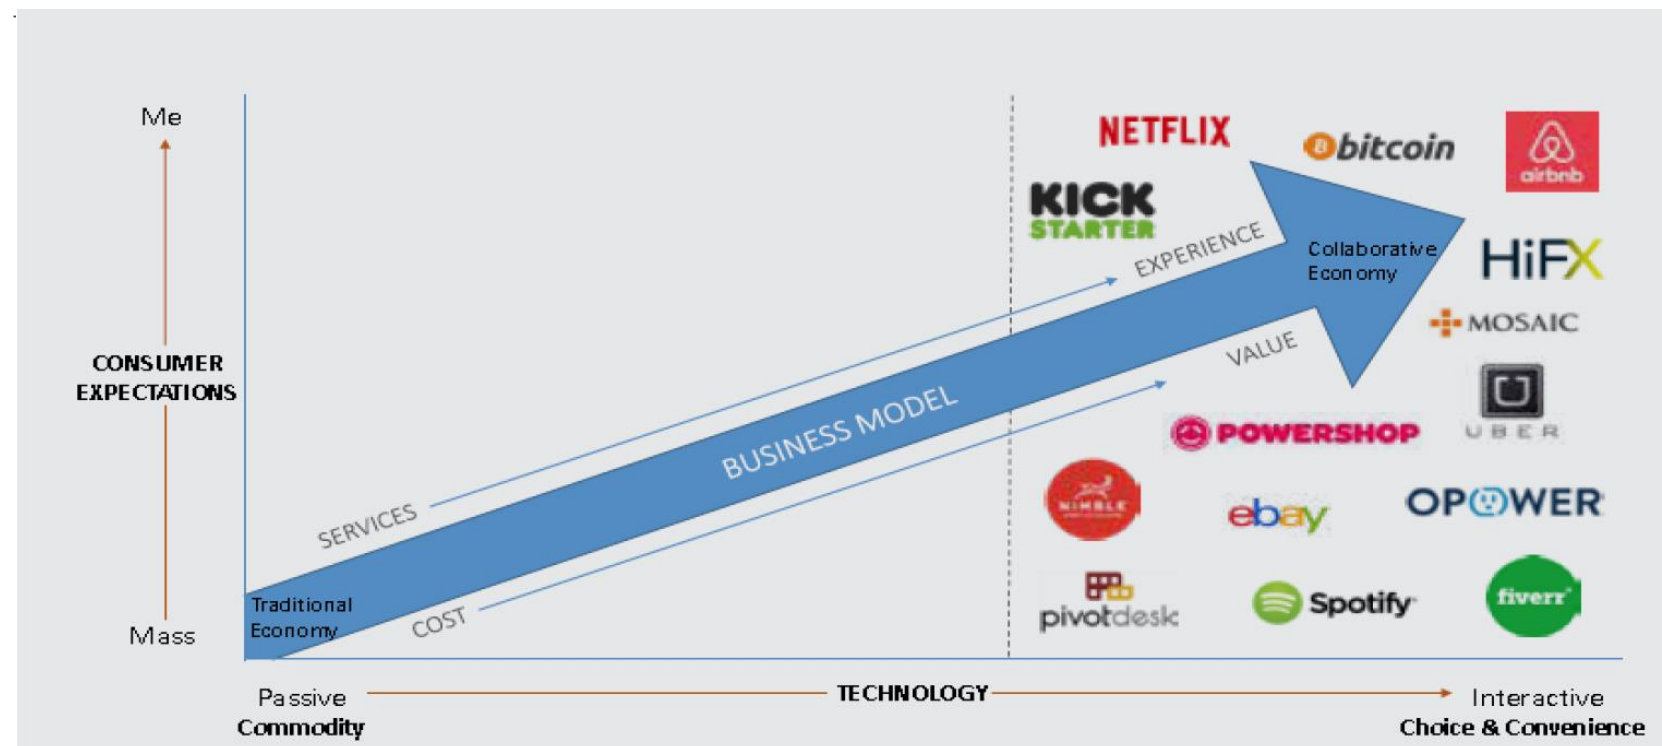 Me
NETFLIX
bitcoin
airbnb
KICK
STARTER
EXPERIENCE
Collaborative
Economy
HiFX
MOSAIC
VALUE
CONSUMER
EXPECTATIONS
BUSINESS MODEL
POWERSHOP
UBER
SERVICES
NIMBLE
ebay
OPOWER
Traditional
Economy
COST
Mass
pivotdesk
Spotify
fiverr
Passive
TECHNOLOGY
Interactive
Commodity
Choice & Convenience